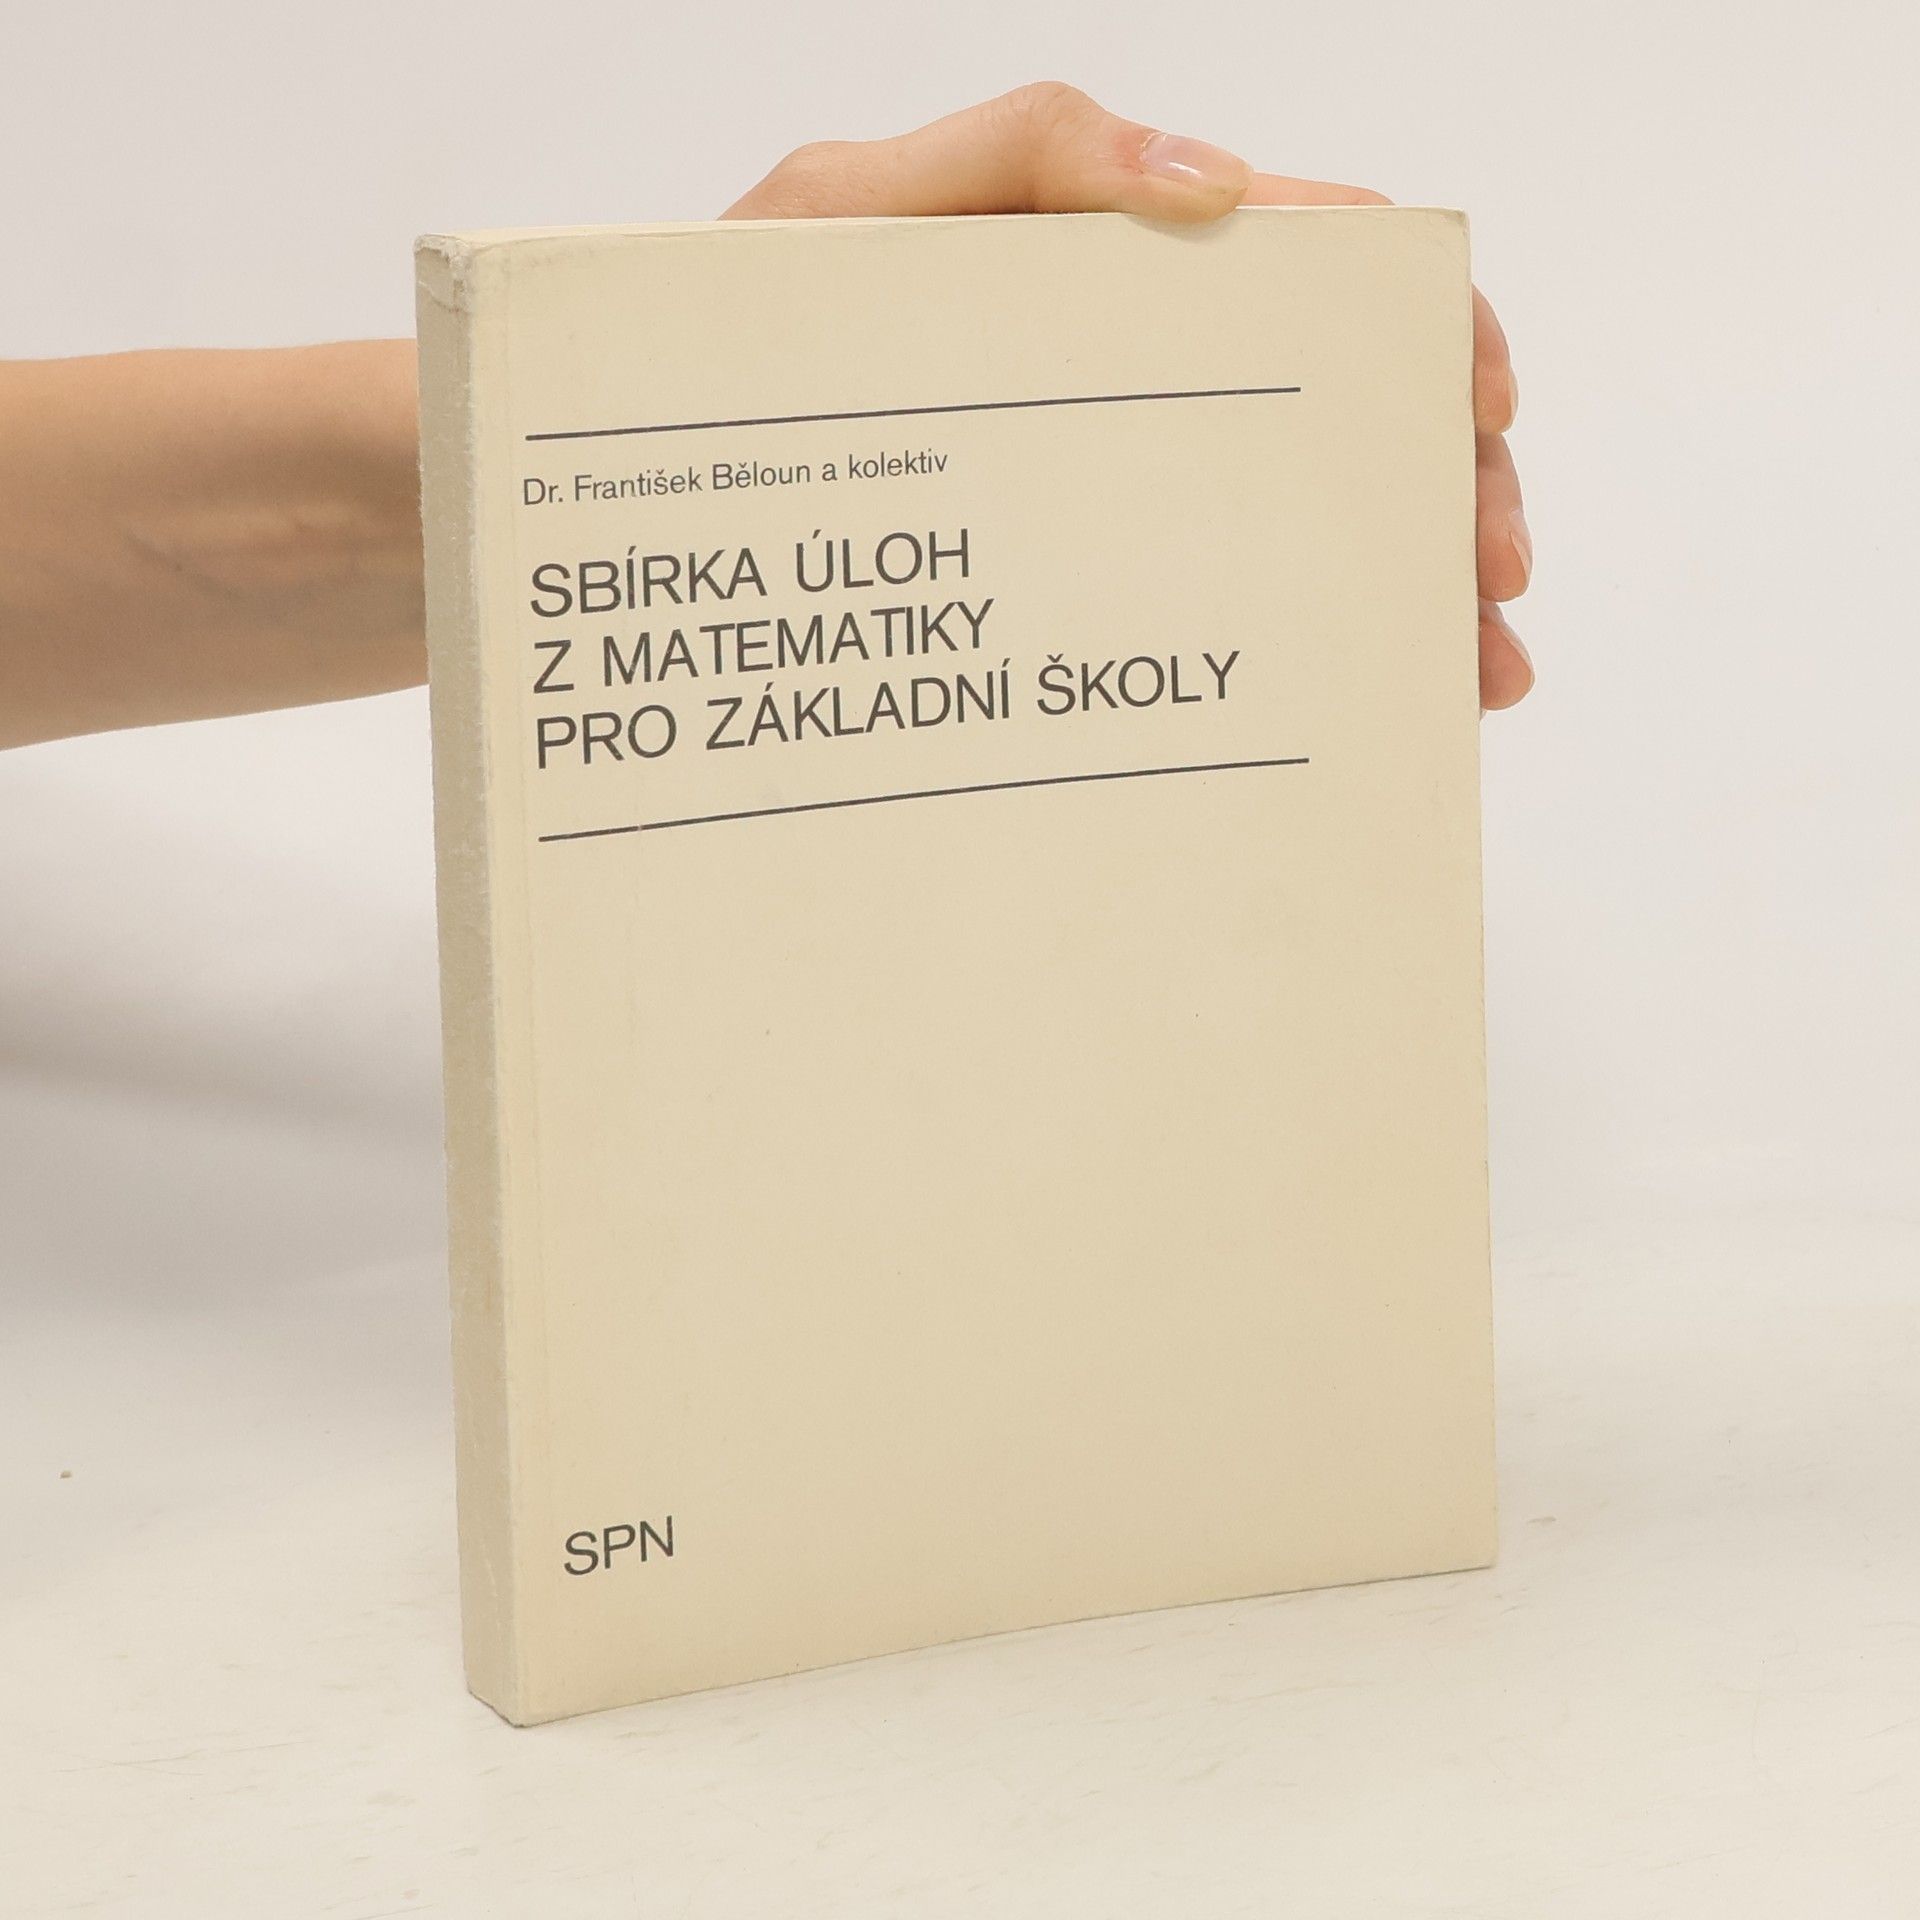 Dr. František Běloun a kolektiv
SBÍRKA ÚLOH
Z MATEMATIKY
PRO ZÁKLADNÍ ŠKOLY
SPN